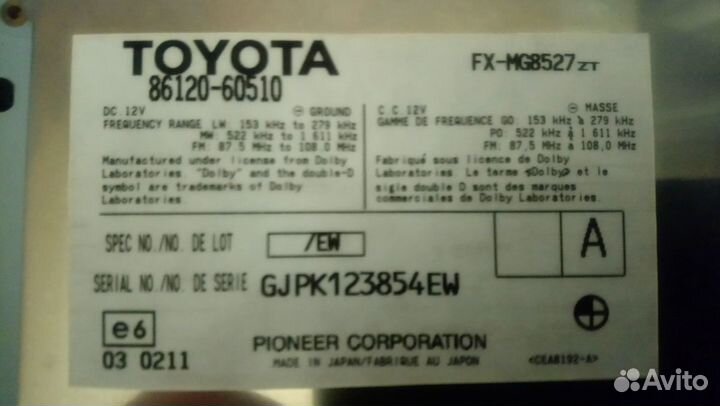 TOYOTA
FX-MG8527 ZT
86120-60510
DC. 12V ⊖ GROUND
FREQUENCY RANGE LW: 153 kHz to 279 kHz
MW: 522 kHz to 1 611 kHz
FM: 87.5 MHz to 108.0 MHz
Manufactured under license from Dolby
Laboratories. "Dolby" and the double-D
symbol are trademarks of Dolby
Laboratories.
C.C. 12V ⊖ MASSE
GAMME DE FREQUENCE GO: 153 kHz à 279 kHz
PO: 522 kHz à 1 611 kHz
FM: 87,5 MHz à 108,0 MHz
Fabriqué sous licence de Dolby
Laboratories. Le terme «Dolby» et le
sigle double D sont des marques
commerciales de Dolby Laboratories.
SPEC NO./NO. DE LOT /EW
A
SERIAL NO./NO. DE SERIE GJPK123854EW
e6
03 0211
PIONEER CORPORATION
MADE IN JAPAN/FABRIQUE AU JAPON
<CEA8192-A>
Avito